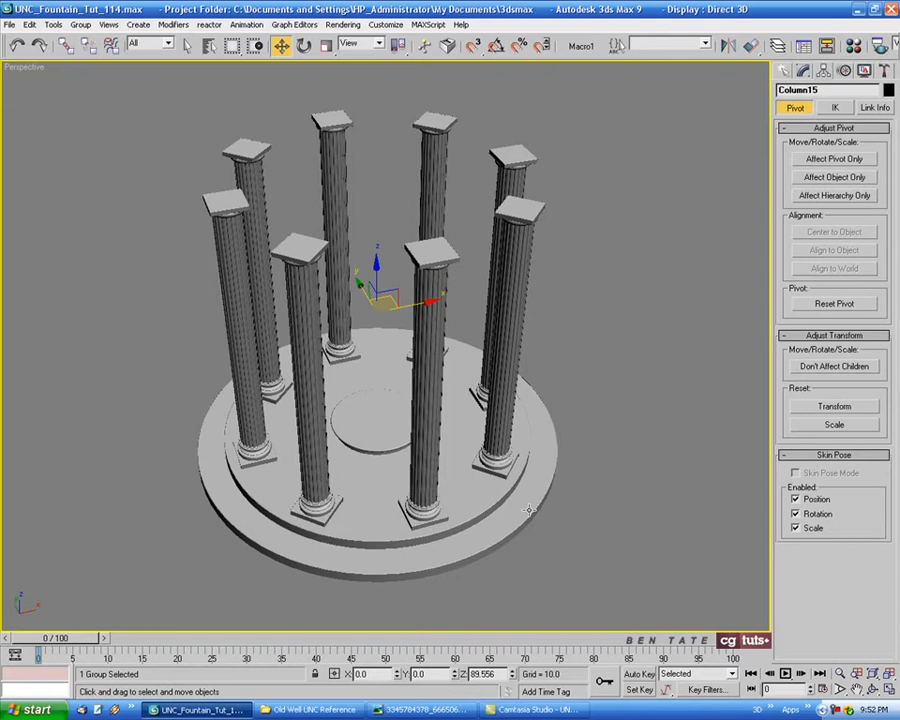 UNC_Fountain_Tut_114.max - Project Folder: C:\Documents and Settings\HP_Administrator\My Documents\3dsmax - Autodesk 3ds Max 9 - Display : Direct 3D
File Edit Tools Group Views Create Modifiers reactor Animation Graph Editors Rendering Customize MAXScript Help
All View Macro1
Perspective
Column15
Pivot IK Link Info
- Adjust Pivot
Move/Rotate/Scale:
Affect Pivot Only
Affect Object Only
Affect Hierarchy Only
Alignment:
Center to Object
Align to Object
Align to World
Pivot:
Reset Pivot
- Adjust Transform
Move/Rotate/Scale:
Don't Affect Children
Reset:
Transform
Scale
- Skin Pose
Skin Pose Mode
Enabled:
Position
Rotation
Scale
z
y
x
z
x
BEN TATE cg tuts+
< 0 / 100 >
0 5 10 15 20 25 30 35 40 45 50 55 60 65 70 75 80 85 90 95 100
1 Group Selected X: 0.0 Y: 0.0 Z: 89.556 Grid = 10.0 Auto Key Selected
Click and drag to select and move objects Add Time Tag Set Key Key Filters... 0
start UNC_Fountain_Tut_1... Old Well UNC Reference 3345784378_666506... Camtasia Studio - UN... 3D Apps 9:52 PM